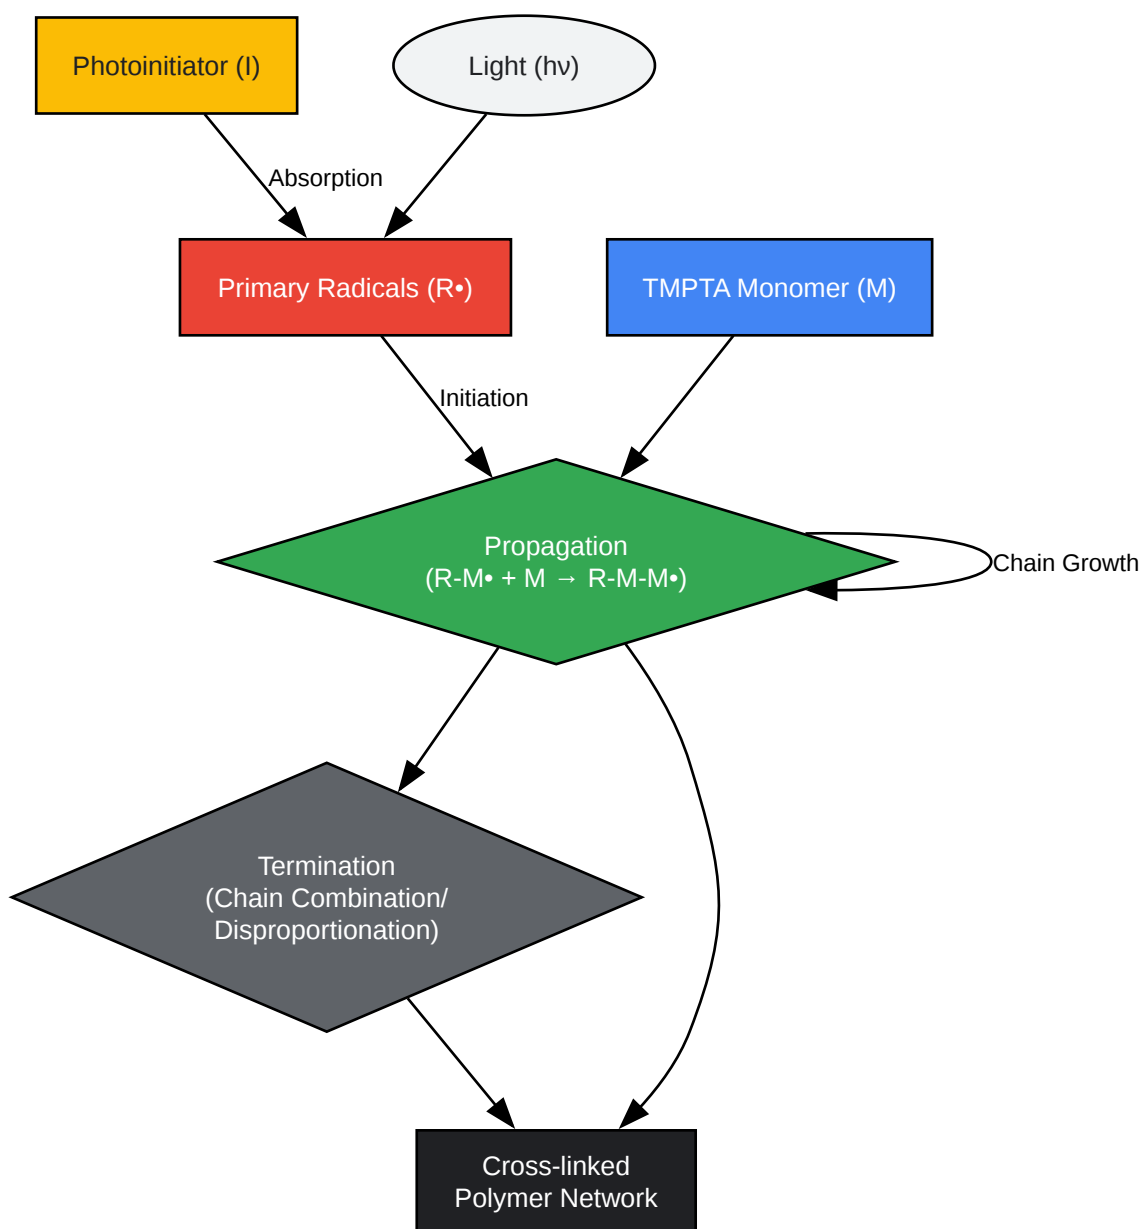 Photoinitiator (I)
Light (hν)
Absorption
Primary Radicals (R•)
TMPTA Monomer (M)
Initiation
Propagation
(R-M• + M → R-M-M•)
Chain Growth
Termination
(Chain Combination/
Disproportionation)
Cross-linked
Polymer Network